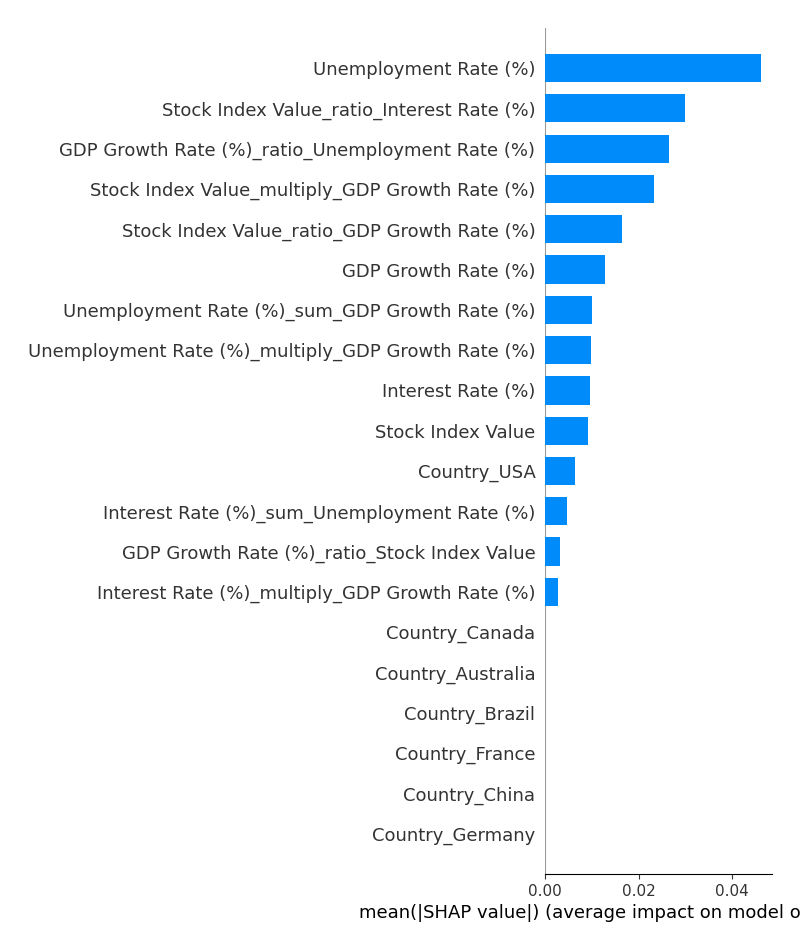 Unemployment Rate (%)
Stock Index Value_ratio_Interest Rate (%)
GDP Growth Rate (%)_ratio_Unemployment Rate (%)
Stock Index Value_multiply_GDP Growth Rate (%)
Stock Index Value_ratio_GDP Growth Rate (%)
GDP Growth Rate (%)
Unemployment Rate (%)_sum_GDP Growth Rate (%)
Unemployment Rate (%)_multiply_GDP Growth Rate (%)
Interest Rate (%)
Stock Index Value
Country_USA
Interest Rate (%)_sum_Unemployment Rate (%)
GDP Growth Rate (%)_ratio_Stock Index Value
Interest Rate (%)_multiply_GDP Growth Rate (%)
Country_Canada
Country_Australia
Country_Brazil
Country_France
Country_China
Country_Germany
0.00 0.02 0.04
mean(|SHAP value|) (average impact on model o